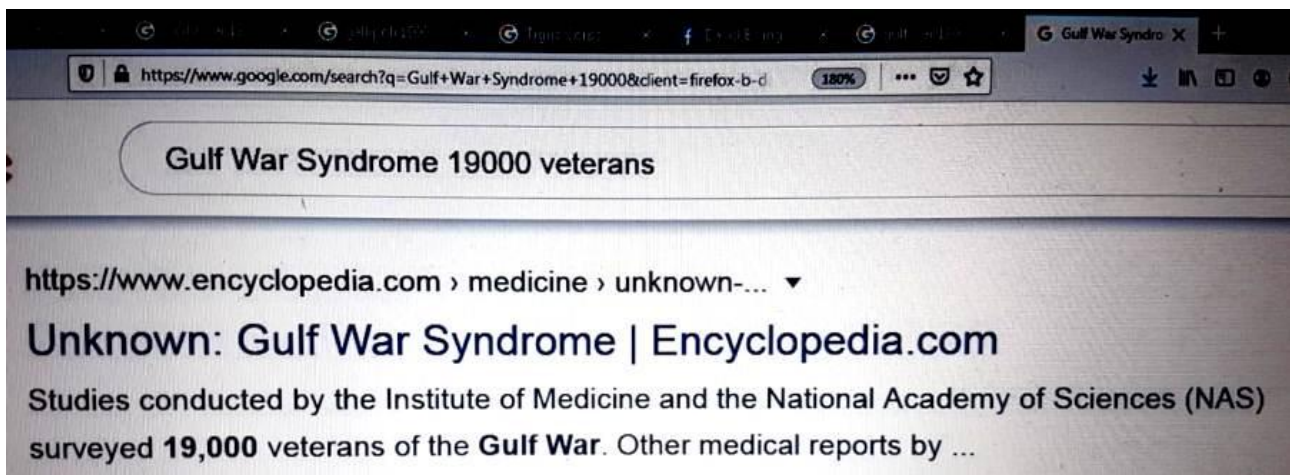 Gulf War Syndro
https://www.google.com/search?q=Gulf+War+Syndrome+19000&client=firefox-b-d 180%
Gulf War Syndrome 19000 veterans
https://www.encyclopedia.com › medicine › unknown-...
Unknown: Gulf War Syndrome | Encyclopedia.com
Studies conducted by the Institute of Medicine and the National Academy of Sciences (NAS)
surveyed 19,000 veterans of the Gulf War. Other medical reports by ...